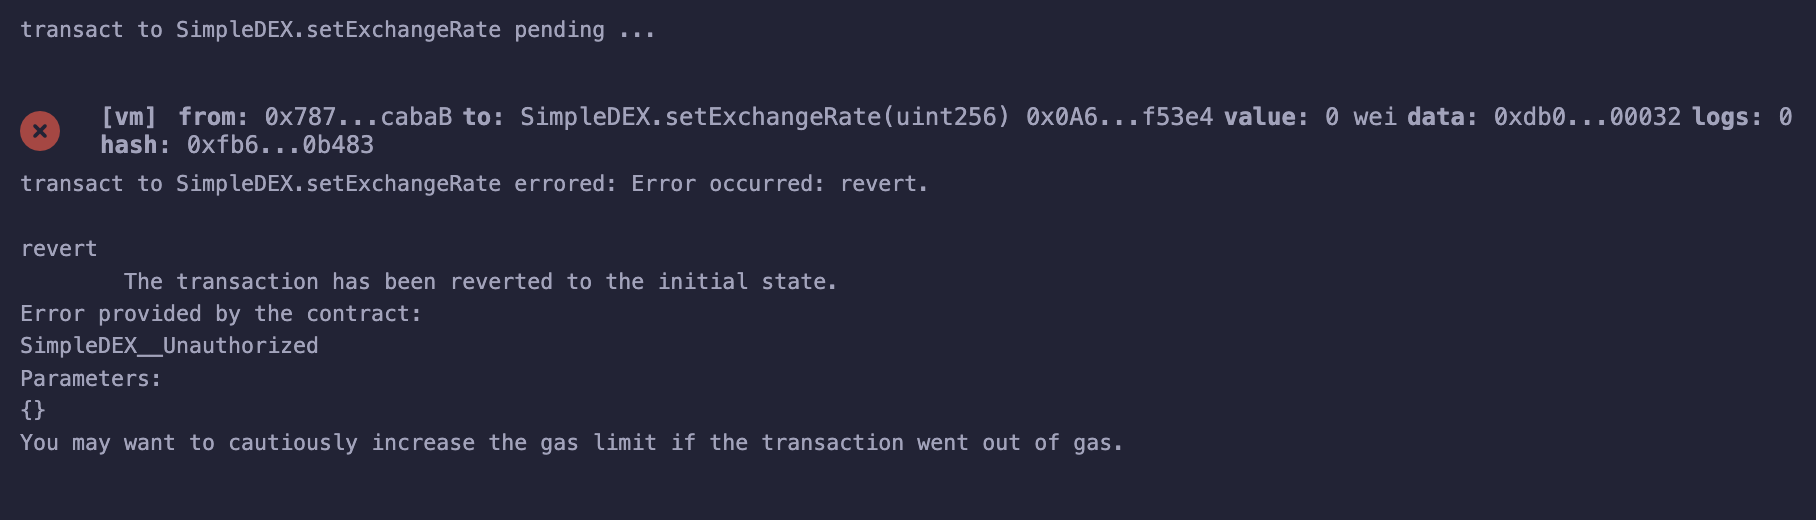 transact to SimpleDEX.setExchangeRate pending ...
[vm] from: 0x787...cabaB to: SimpleDEX.setExchangeRate(uint256) 0x0A6...f53e4 value: 0 wei data: 0xdb0...00032 logs: 0
hash: 0xfb6...0b483
transact to SimpleDEX.setExchangeRate errored: Error occurred: revert.
revert
The transaction has been reverted to the initial state.
Error provided by the contract:
SimpleDEX__Unauthorized
Parameters:
{}
You may want to cautiously increase the gas limit if the transaction went out of gas.